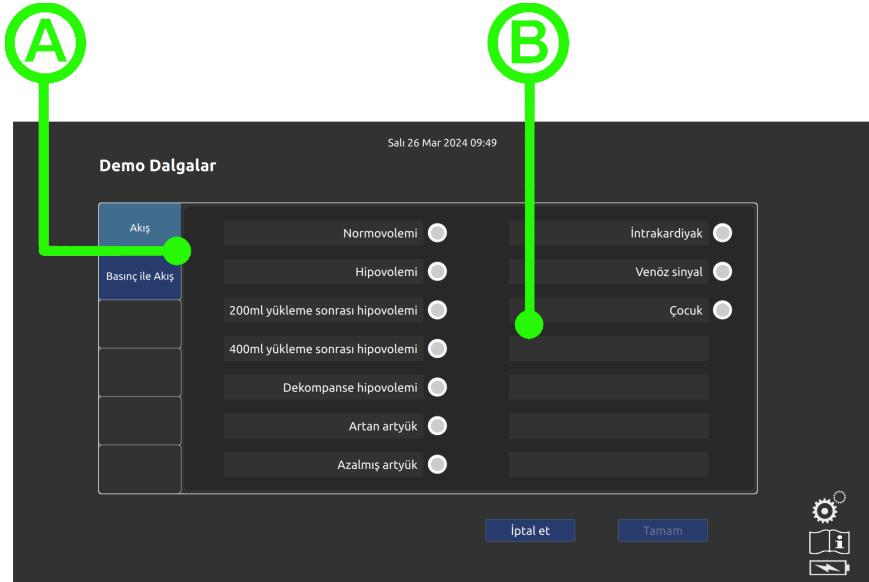 A
B
Salı 26 Mar 2024 09:49
Demo Dalgalar
Akış
Basınç ile Akış
Normovolemi
Hipovolemi
200ml yükleme sonrası hipovolemi
400ml yükleme sonrası hipovolemi
Dekompanse hipovolemi
Artan artyük
Azalmış artyük
İntrakardiyak
Venöz sinyal
Çocuk
İptal et
Tamam
i